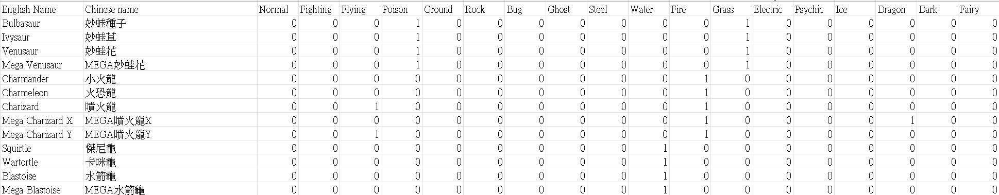 English Name Chinese name Normal Fighting Flying Poison Ground Rock Bug Ghost Steel Water Fire Grass Electric Psychic Ice Dragon Dark Fairy
Bulbasaur 妙蛙種子 0 0 0 1 0 0 0 0 0 0 0 1 0 0 0 0 0 0
Ivysaur 妙蛙草 0 0 0 1 0 0 0 0 0 0 0 1 0 0 0 0 0 0
Venusaur 妙蛙花 0 0 0 1 0 0 0 0 0 0 0 1 0 0 0 0 0 0
Mega Venusaur MEGA妙蛙花 0 0 0 1 0 0 0 0 0 0 0 1 0 0 0 0 0 0
Charmander 小火龍 0 0 0 0 0 0 0 0 0 0 1 0 0 0 0 0 0 0
Charmeleon 火恐龍 0 0 0 0 0 0 0 0 0 0 1 0 0 0 0 0 0 0
Charizard 噴火龍 0 0 1 0 0 0 0 0 0 0 1 0 0 0 0 0 0 0
Mega Charizard X MEGA噴火龍X 0 0 0 0 0 0 0 0 0 0 1 0 0 0 0 1 0 0
Mega Charizard Y MEGA噴火龍Y 0 0 1 0 0 0 0 0 0 0 1 0 0 0 0 0 0 0
Squirtle 傑尼龜 0 0 0 0 0 0 0 0 0 1 0 0 0 0 0 0 0 0
Wartortle 卡咪龜 0 0 0 0 0 0 0 0 0 1 0 0 0 0 0 0 0 0
Blastoise 水箭龜 0 0 0 0 0 0 0 0 0 1 0 0 0 0 0 0 0 0
Mega Blastoise MEGA水箭龜 0 0 0 0 0 0 0 0 0 1 0 0 0 0 0 0 0 0